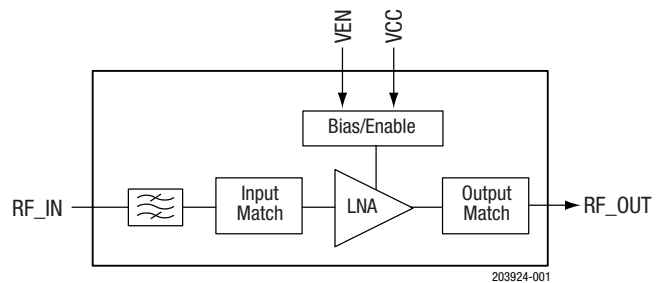 VEN
VCC
Bias/Enable
RF_IN
Input
Match
LNA
Output
Match
RF_OUT
203924-001